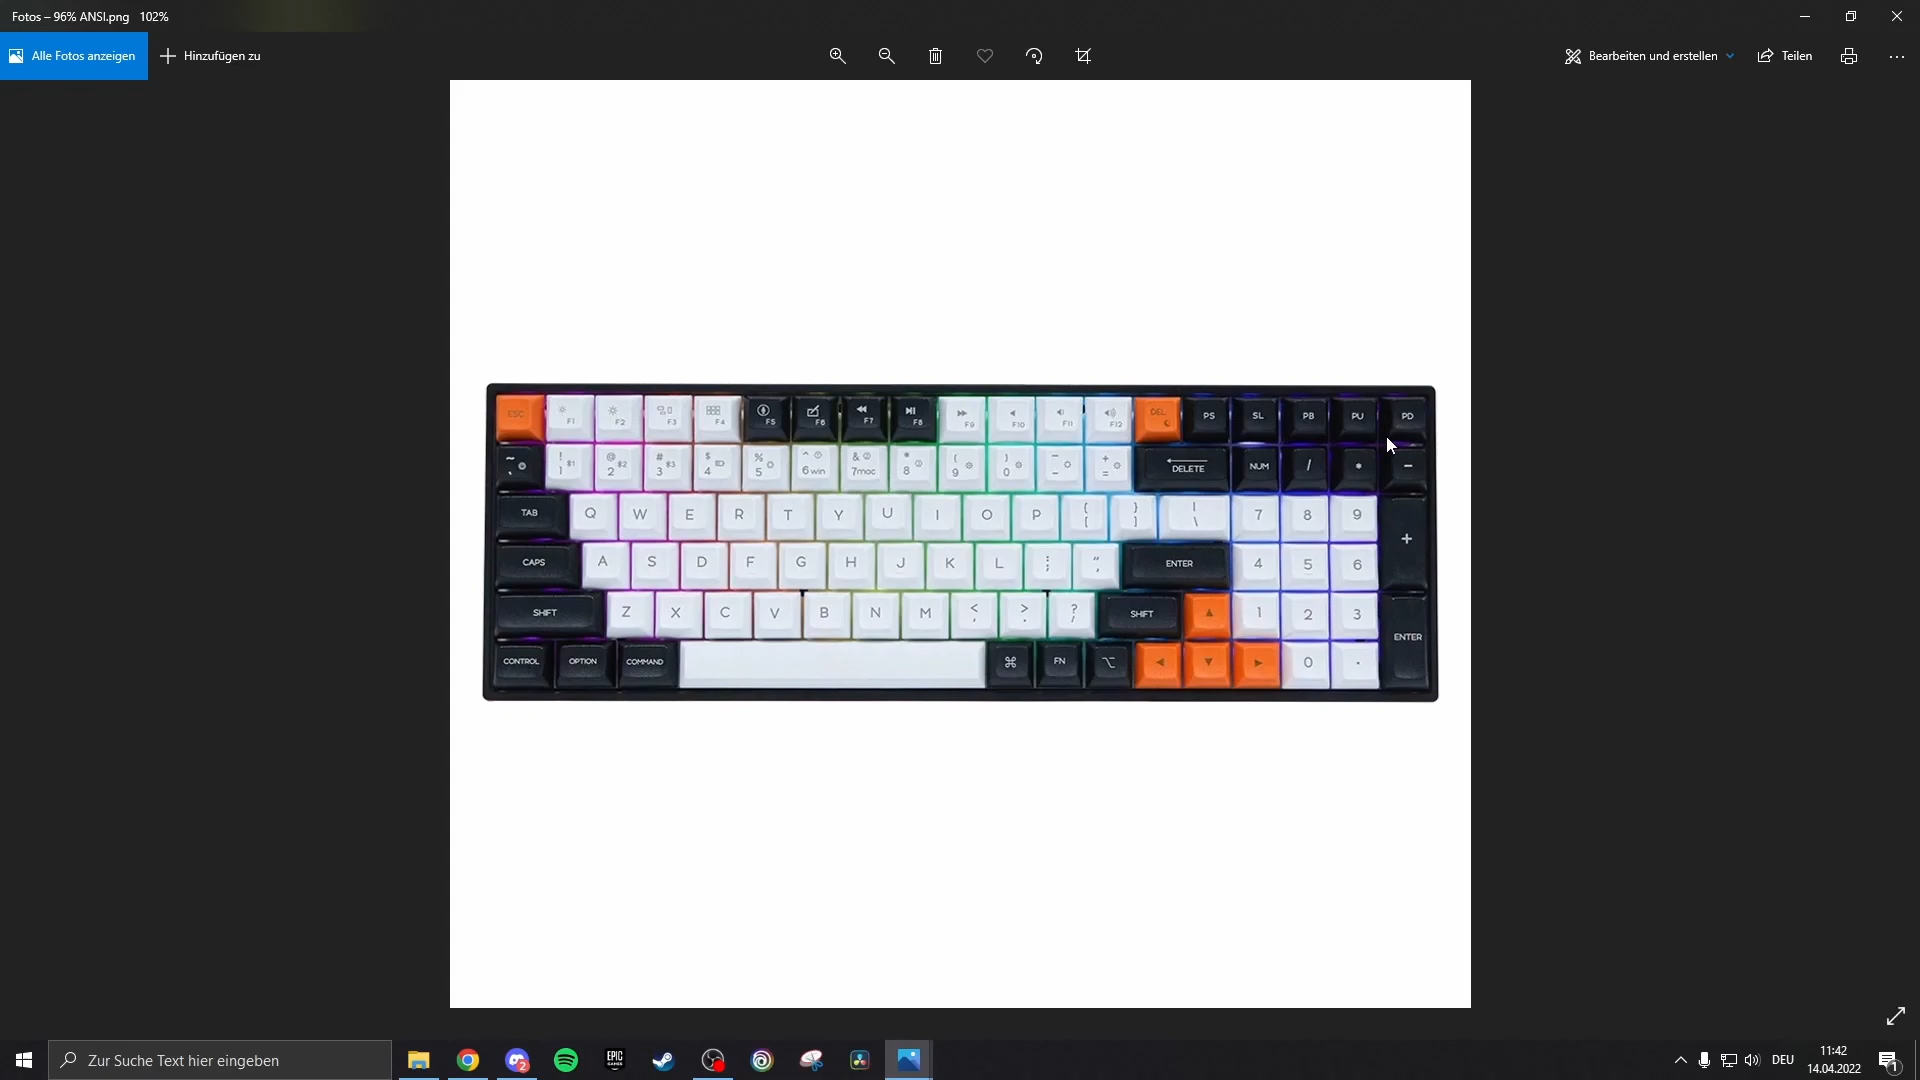 Fotos – 96% ANSI.png 102%
Alle Fotos anzeigen
Hinzufügen zu
Bearbeiten und erstellen
Teilen
ESC F1 F2 F3 F4 F5 F6 F7 F8 F9 F10 F11 F12 DEL PS SL PB PU PD
~ ! 1 @ 2 # 3 $ 4 % 5 ^ 6 win & 7 mac * 8 ( 9 ) 0 _ - + = DELETE NUM / * -
TAB Q W E R T Y U I O P { [ } ] | \ 7 8 9 +
CAPS A S D F G H J K L : ; " ' ENTER 4 5 6
SHIFT Z X C V B N M < , > . ? / SHIFT 1 2 3 ENTER
CONTROL OPTION COMMAND ⌘ FN ⌥ 0 .
Zur Suche Text hier eingeben
2
EPIC GAMES
DEU
11:42
14.04.2022
1